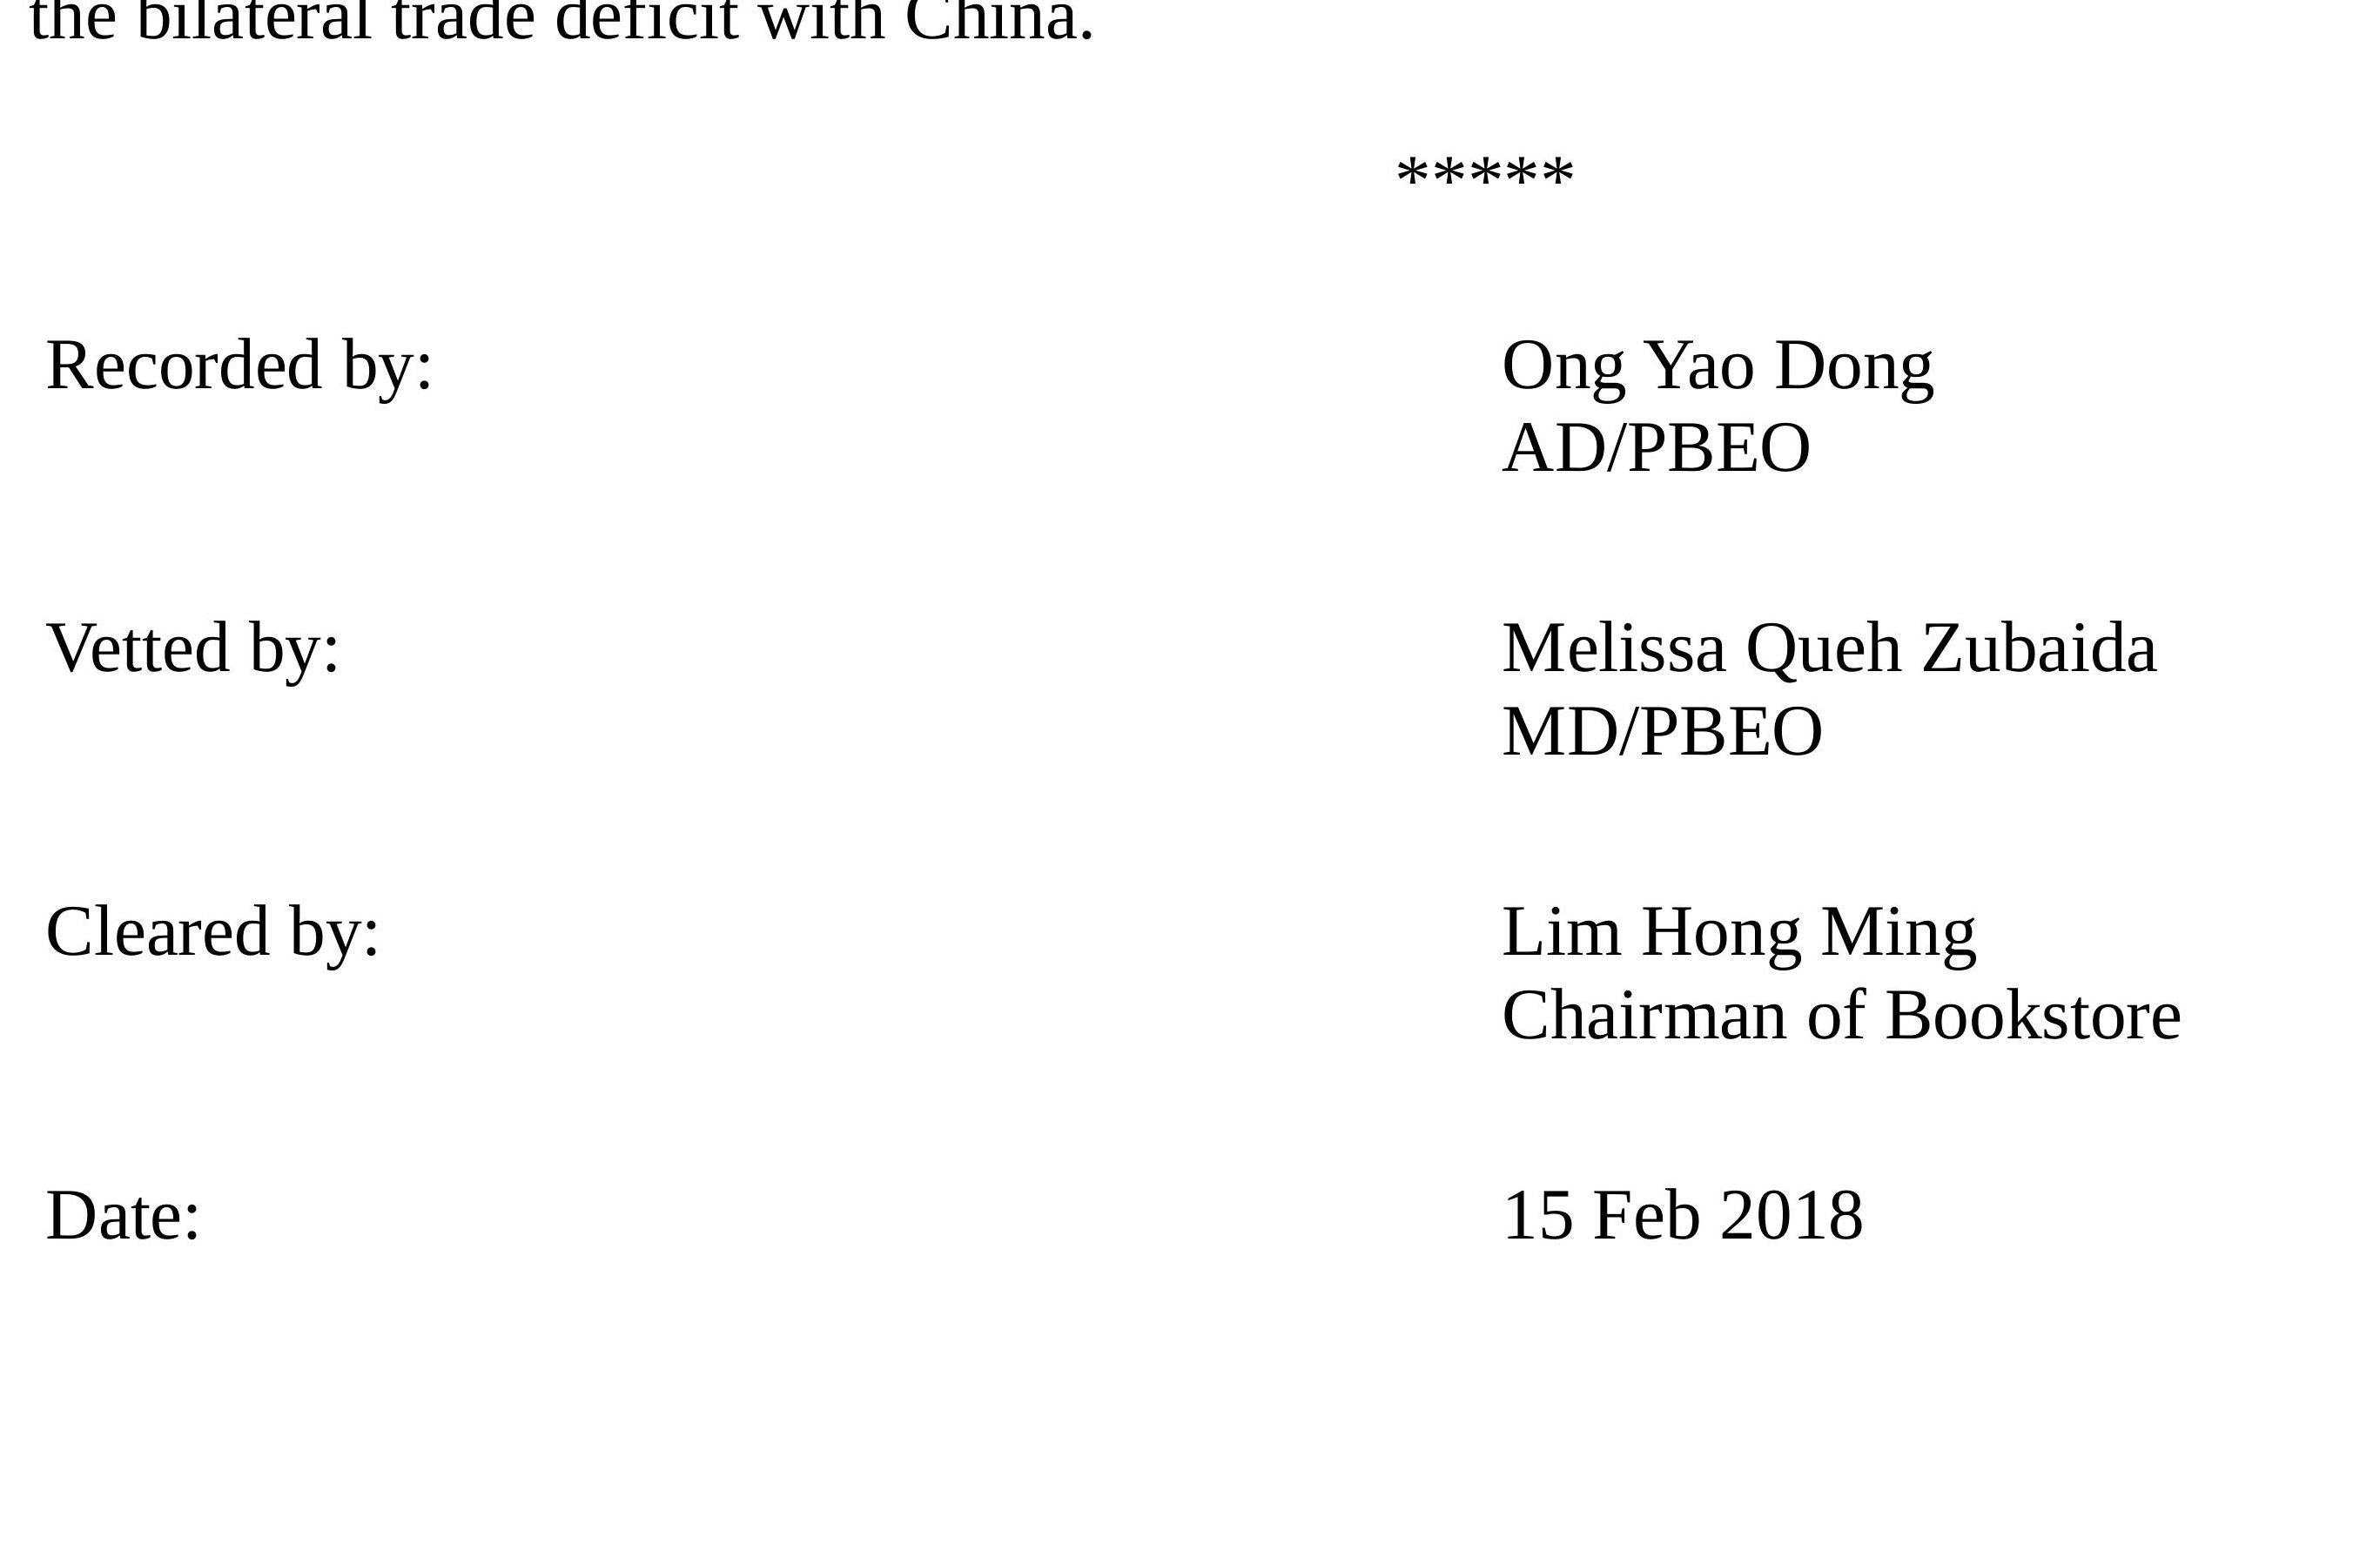 the bilateral trade deficit with China.
*****
Recorded by: Ong Yao Dong
AD/PBEO
Vetted by: Melissa Queh Zubaida
MD/PBEO
Cleared by: Lim Hong Ming
Chairman of Bookstore
Date: 15 Feb 2018